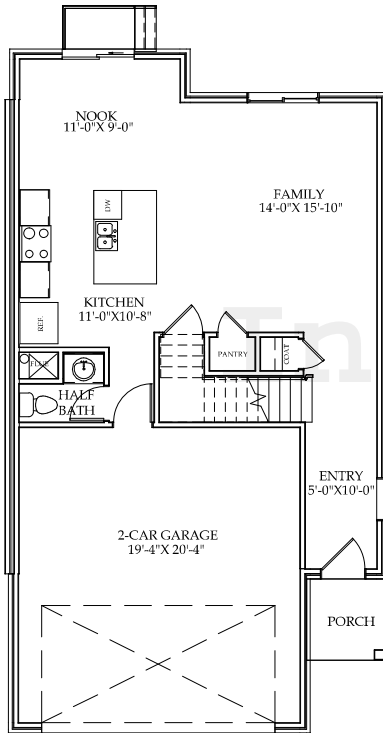 NOOK
11'-0"X 9'-0"
FAMILY
14'-0"X 15'-10"
DW
KITCHEN
11'-0"X10'-8"
REF.
PANTRY
COAT
HALF
BATH
ENTRY
5'-0"X10'-0"
2-CAR GARAGE
19'-4"X 20'-4"
PORCH
In